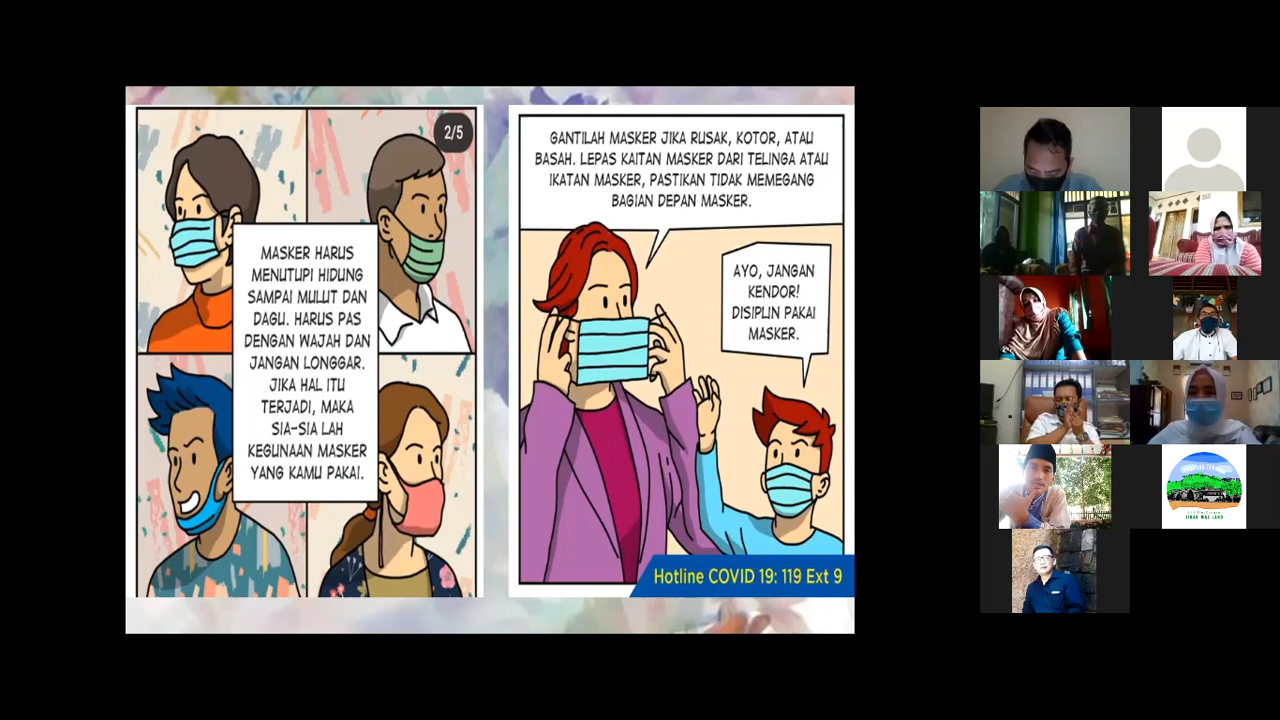 2/5
MASKER HARUS
MENUTUPI HIDUNG
SAMPAI MULUT DAN
DAGU. HARUS PAS
DENGAN WAJAH DAN
JANGAN LONGGAR.
JIKA HAL ITU
TERJADI, MAKA
SIA-SIA LAH
KEGUNAAN MASKER
YANG KAMU PAKAI.
GANTILAH MASKER JIKA RUSAK, KOTOR, ATAU
BASAH. LEPAS KAITAN MASKER DARI TELINGA ATAU
IKATAN MASKER, PASTIKAN TIDAK MEMEGANG
BAGIAN DEPAN MASKER.
AYO, JANGAN
KENDOR!
DISIPLIN PAKAI
MASKER.
Hotline COVID 19: 119 Ext 9